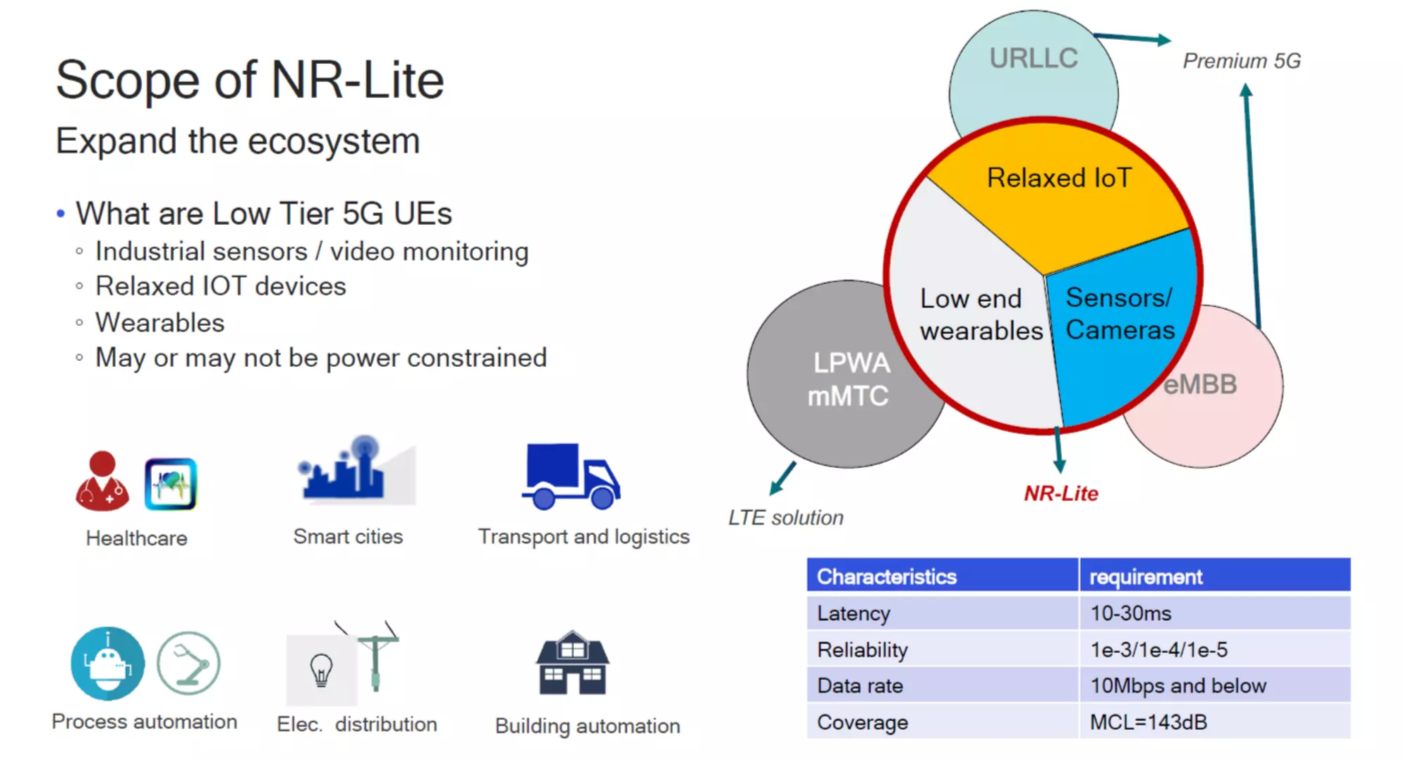 Scope of NR-Lite
Expand the ecosystem
• What are Low Tier 5G UEs
◦ Industrial sensors / video monitoring
◦ Relaxed IOT devices
◦ Wearables
◦ May or may not be power constrained
Healthcare
Smart cities
Transport and logistics
Process automation
Elec. distribution
Building automation
URLLC
Premium 5G
Relaxed IoT
Low end
wearables
Sensors/
Cameras
LPWA
mMTC
eMBB
NR-Lite
LTE solution
Characteristics requirement
Latency 10-30ms
Reliability 1e-3/1e-4/1e-5
Data rate 10Mbps and below
Coverage MCL=143dB